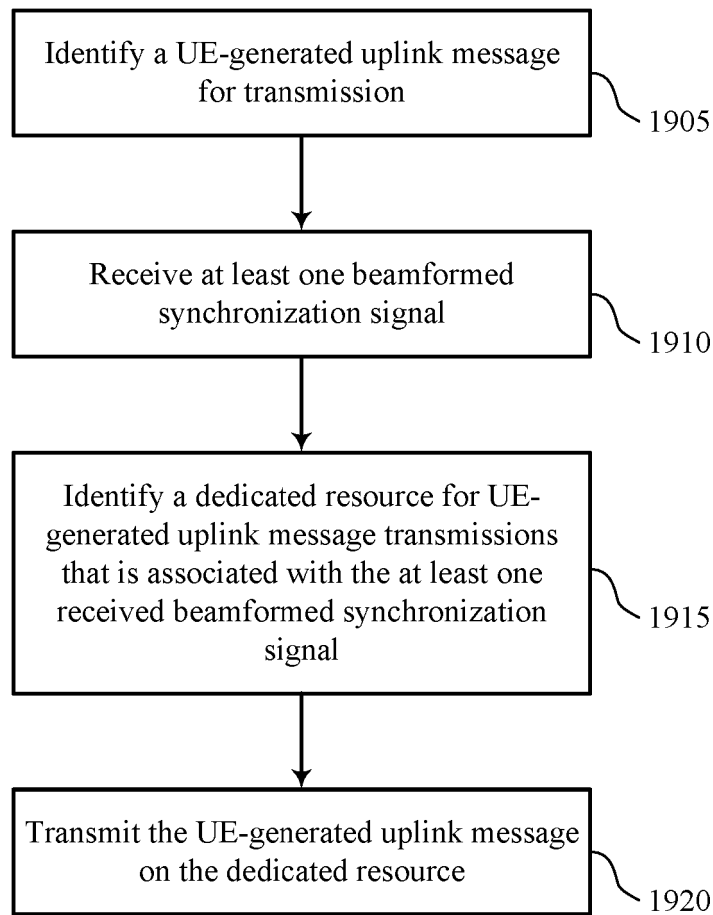 Identify a UE-generated uplink message
for transmission
1905
Receive at least one beamformed
synchronization signal
1910
Identify a dedicated resource for UE-
generated uplink message transmissions
that is associated with the at least one
received beamformed synchronization
signal
1915
Transmit the UE-generated uplink message
on the dedicated resource
1920